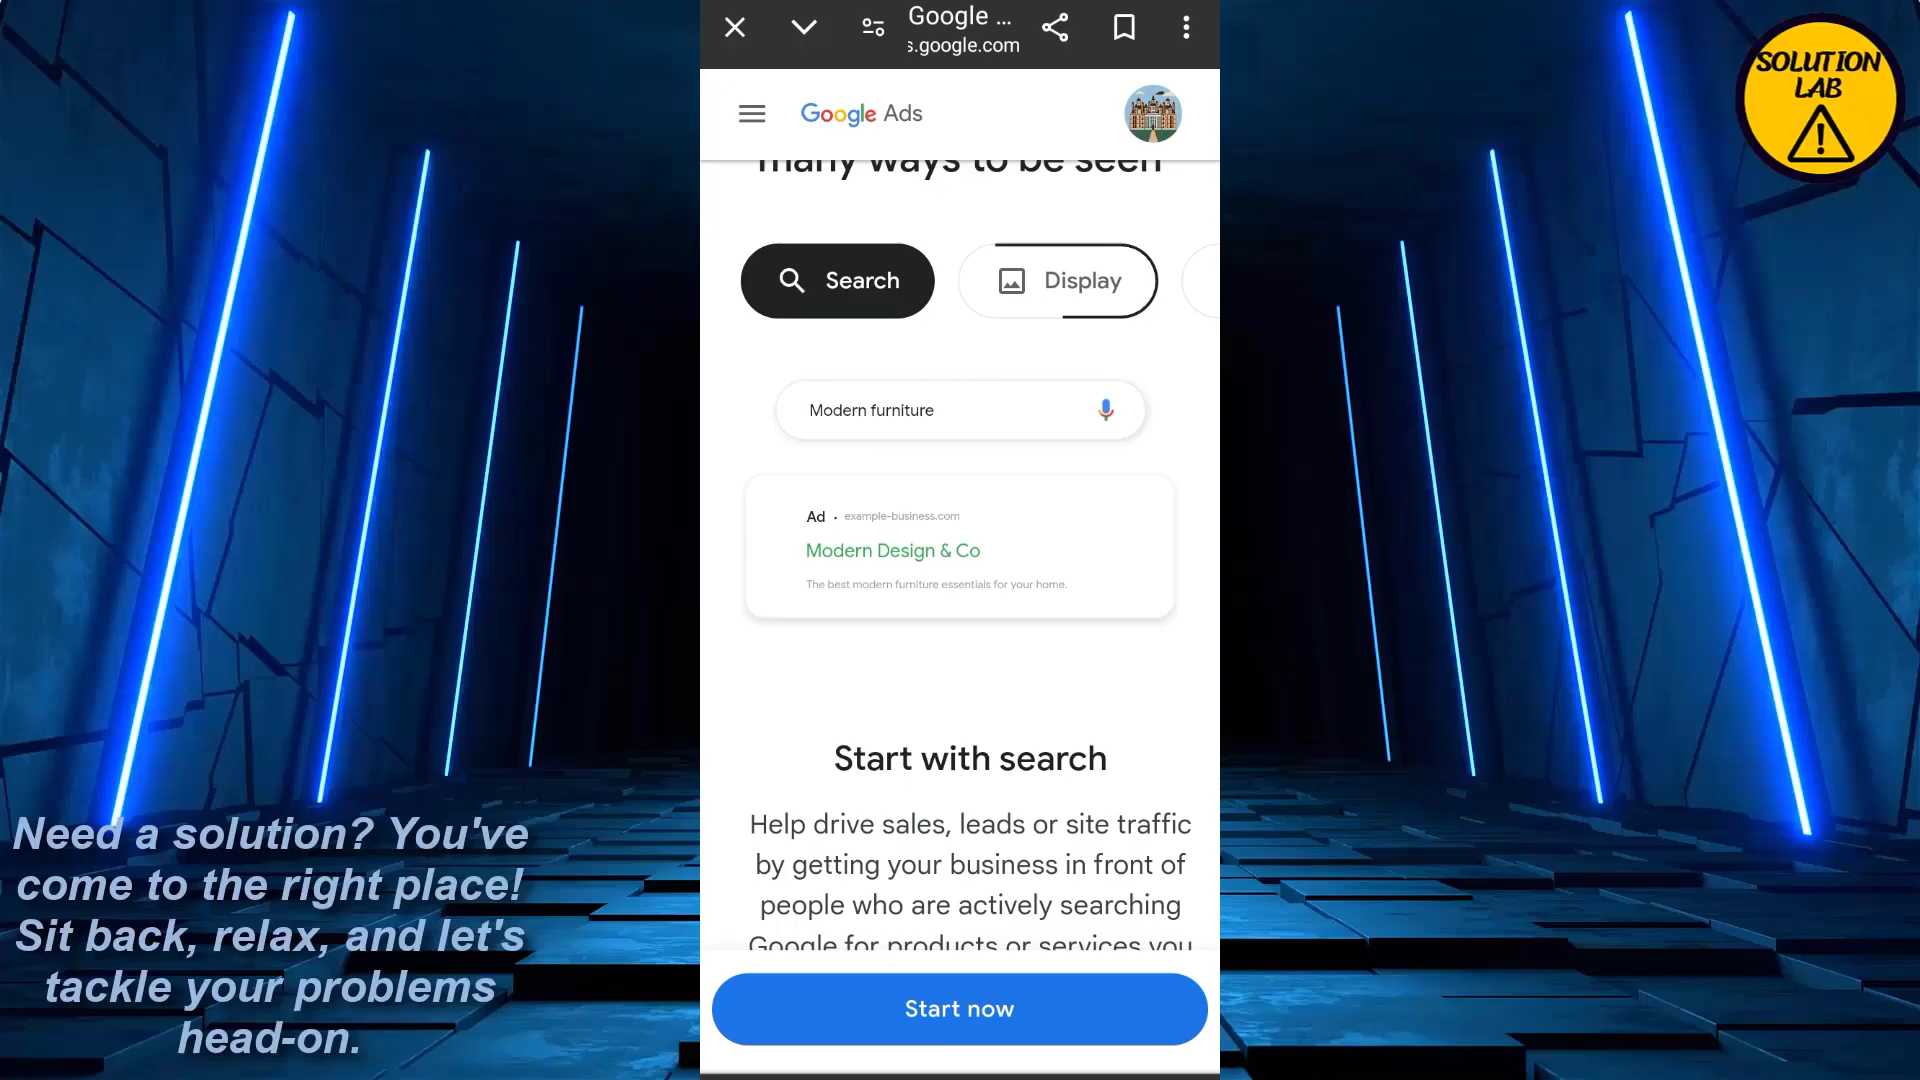 Google ...
s.google.com
SOLUTION
LAB
Google Ads
many ways to be seen
Search
Display
Modern furniture
Ad · example-business.com
Modern Design & Co
The best modern furniture essentials for your home.
Start with search
Help drive sales, leads or site traffic
by getting your business in front of
people who are actively searching
Google for products or services you
Start now
Need a solution? You've
come to the right place!
Sit back, relax, and let's
tackle your problems
head-on.